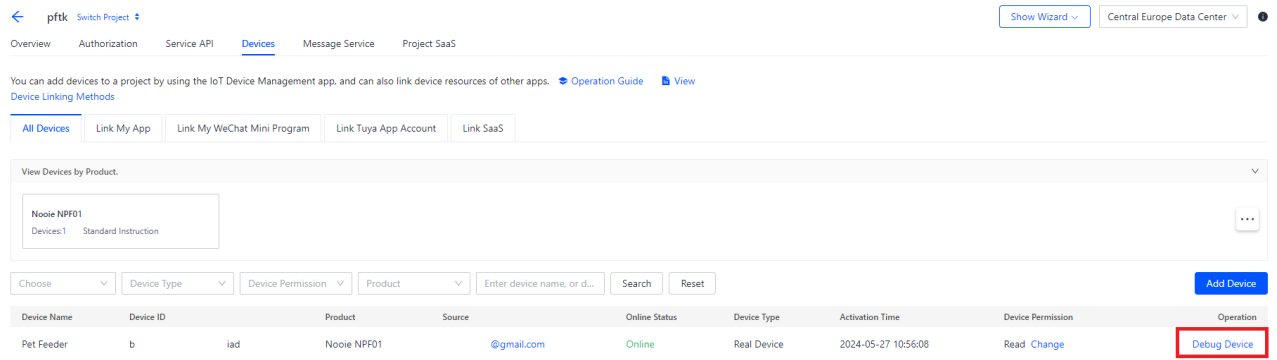 pftk Switch Project Show Wizard Central Europe Data Center
Overview Authorization Service API Devices Message Service Project SaaS
You can add devices to a project by using the IoT Device Management app, and can also link device resources of other apps. Operation Guide View
Device Linking Methods
All Devices Link My App Link My WeChat Mini Program Link Tuya App Account Link SaaS
View Devices by Product.
Nooie NPF01
Devices:1 Standard Instruction
Choose Device Type Device Permission Product Enter device name, or d... Search Reset Add Device
Device Name Device ID Product Source Online Status Device Type Activation Time Device Permission Operation
Pet Feeder b iad Nooie NPF01 @gmail.com Online Real Device 2024-05-27 10:56:08 Read Change Debug Device